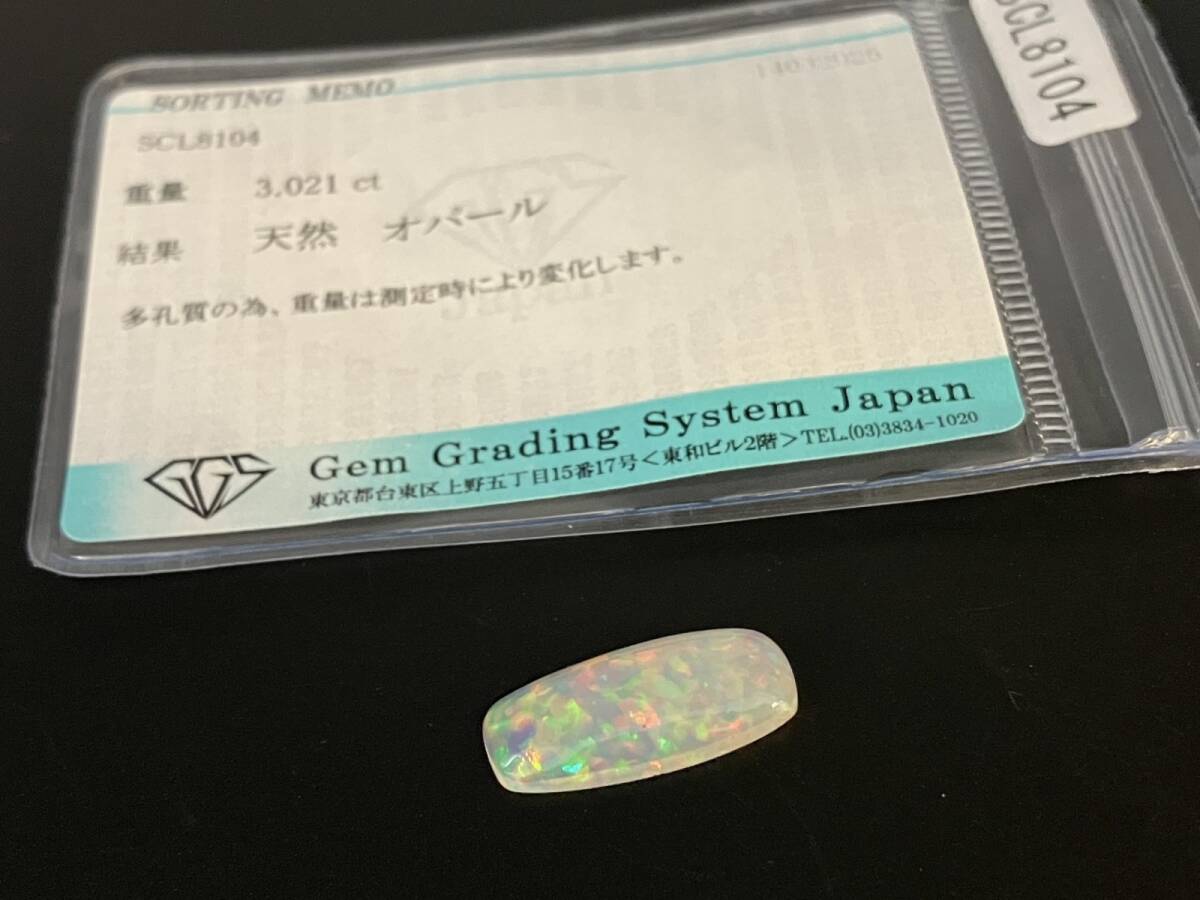 SORTING MEMO
SCL8104
重量 3.021 ct
結果 天然 オパール
多孔質の為、重量は測定時により変化します。
GGS
Gem Grading System Japan
東京都台東区上野五丁目15番17号<東和ビル2階>TEL.(03)3834-1020
SCL8104